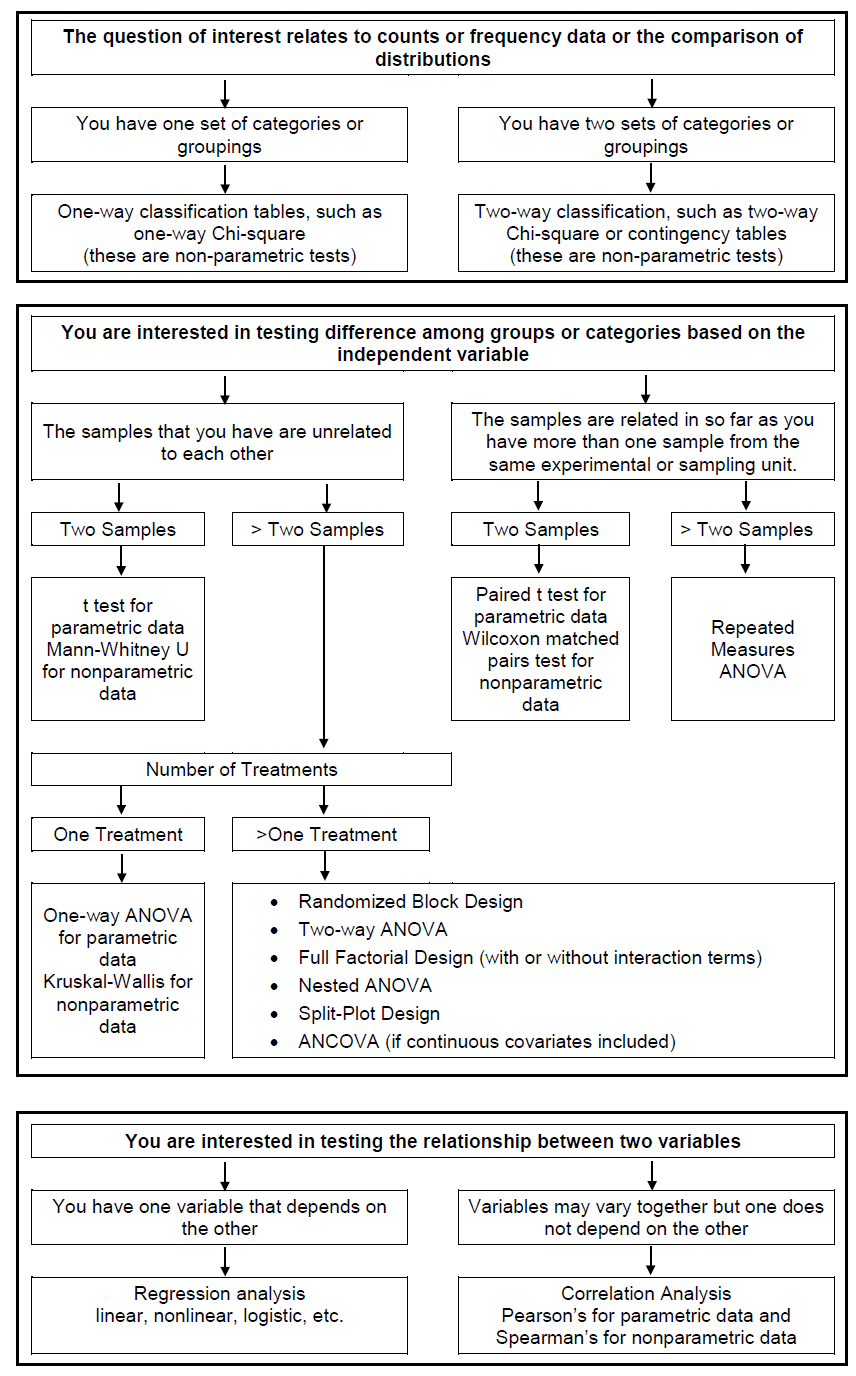 The question of interest relates to counts or frequency data or the comparison of
distributions
You have one set of categories or
groupings
You have two sets of categories or
groupings
One-way classification tables, such as
one-way Chi-square
(these are non-parametric tests)
Two-way classification, such as two-way
Chi-square or contingency tables
(these are non-parametric tests)
You are interested in testing difference among groups or categories based on the
independent variable
The samples that you have are unrelated
to each other
The samples are related in so far as you
have more than one sample from the
same experimental or sampling unit.
Two Samples
> Two Samples
Two Samples
> Two Samples
t test for
parametric data
Mann-Whitney U
for nonparametric
data
Paired t test for
parametric data
Wilcoxon matched
pairs test for
nonparametric
data
Repeated
Measures
ANOVA
Number of Treatments
One Treatment
>One Treatment
One-way ANOVA
for parametric
data
Kruskal-Wallis for
nonparametric
data
• Randomized Block Design
• Two-way ANOVA
• Full Factorial Design (with or without interaction terms)
• Nested ANOVA
• Split-Plot Design
• ANCOVA (if continuous covariates included)
You are interested in testing the relationship between two variables
You have one variable that depends on
the other
Variables may vary together but one does
not depend on the other
Regression analysis
linear, nonlinear, logistic, etc.
Correlation Analysis
Pearson's for parametric data and
Spearman's for nonparametric data